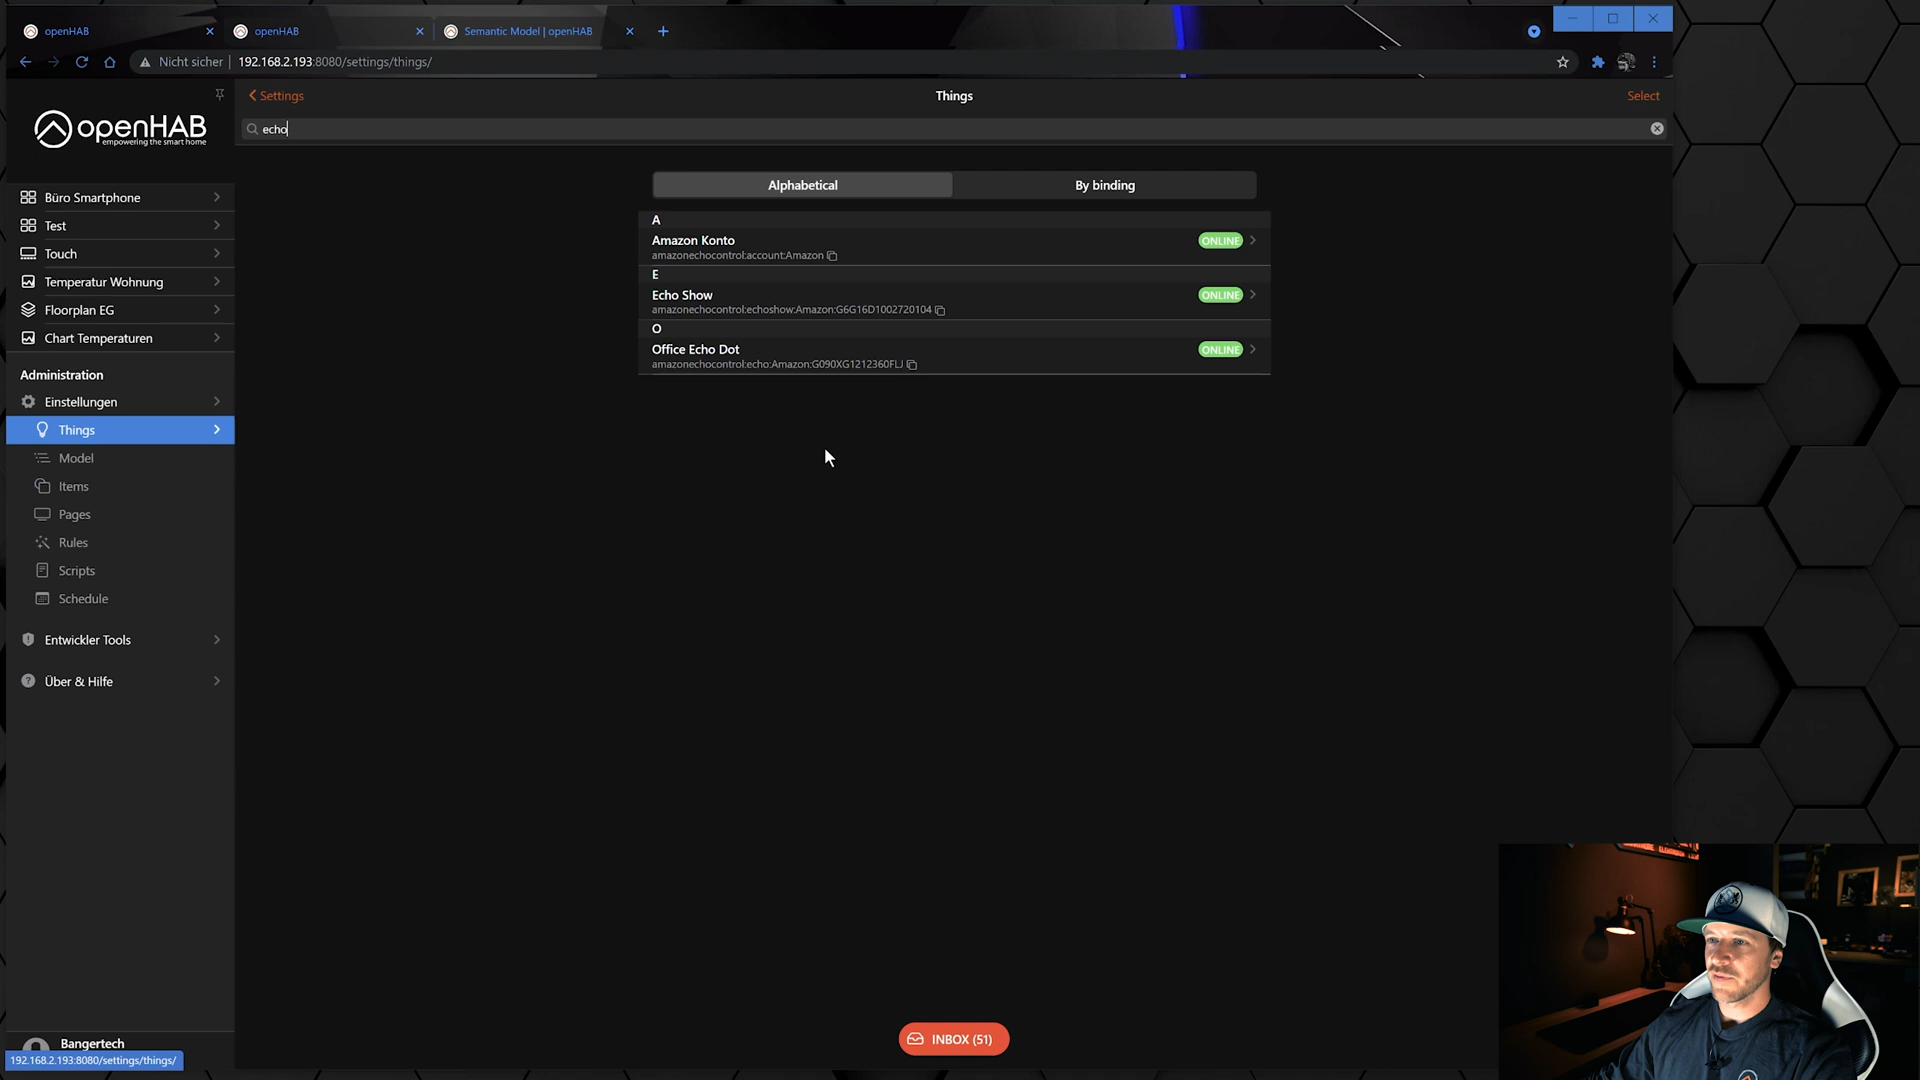 openHAB
openHAB
Semantic Model | openHAB
Nicht sicher
192.168.2.193:8080/settings/things/
openHAB
empowering the smart home
Settings
Things
Select
echo
Büro Smartphone
Test
Touch
Temperatur Wohnung
Floorplan EG
Chart Temperaturen
Administration
Einstellungen
Things
Model
Items
Pages
Rules
Scripts
Schedule
Entwickler Tools
Über & Hilfe
Bangertech
192.168.2.193:8080/settings/things/
Alphabetical
By binding
A
Amazon Konto
ONLINE
amazonechocontrol:account:Amazon
E
Echo Show
ONLINE
amazonechocontrol:echoshow:Amazon:G6G16D1002720104
O
Office Echo Dot
ONLINE
amazonechocontrol:echo:Amazon:G090XG1212360FLJ
INBOX (51)